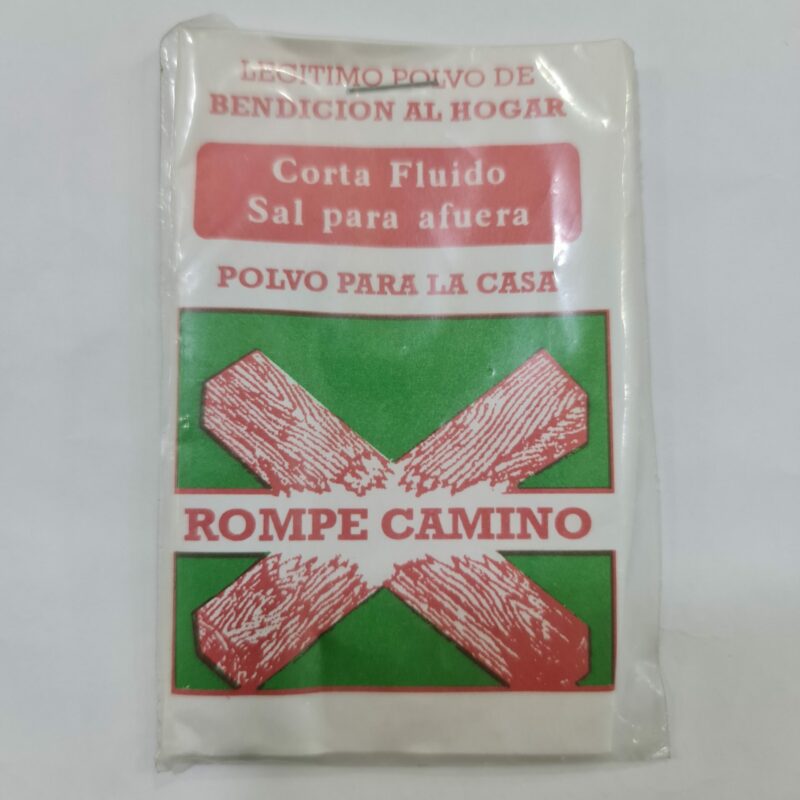 LEGITIMO POLVO DE
BENDICION AL HOGAR
Corta Fluido
Sal para afuera
POLVO PARA LA CASA
ROMPE CAMINO